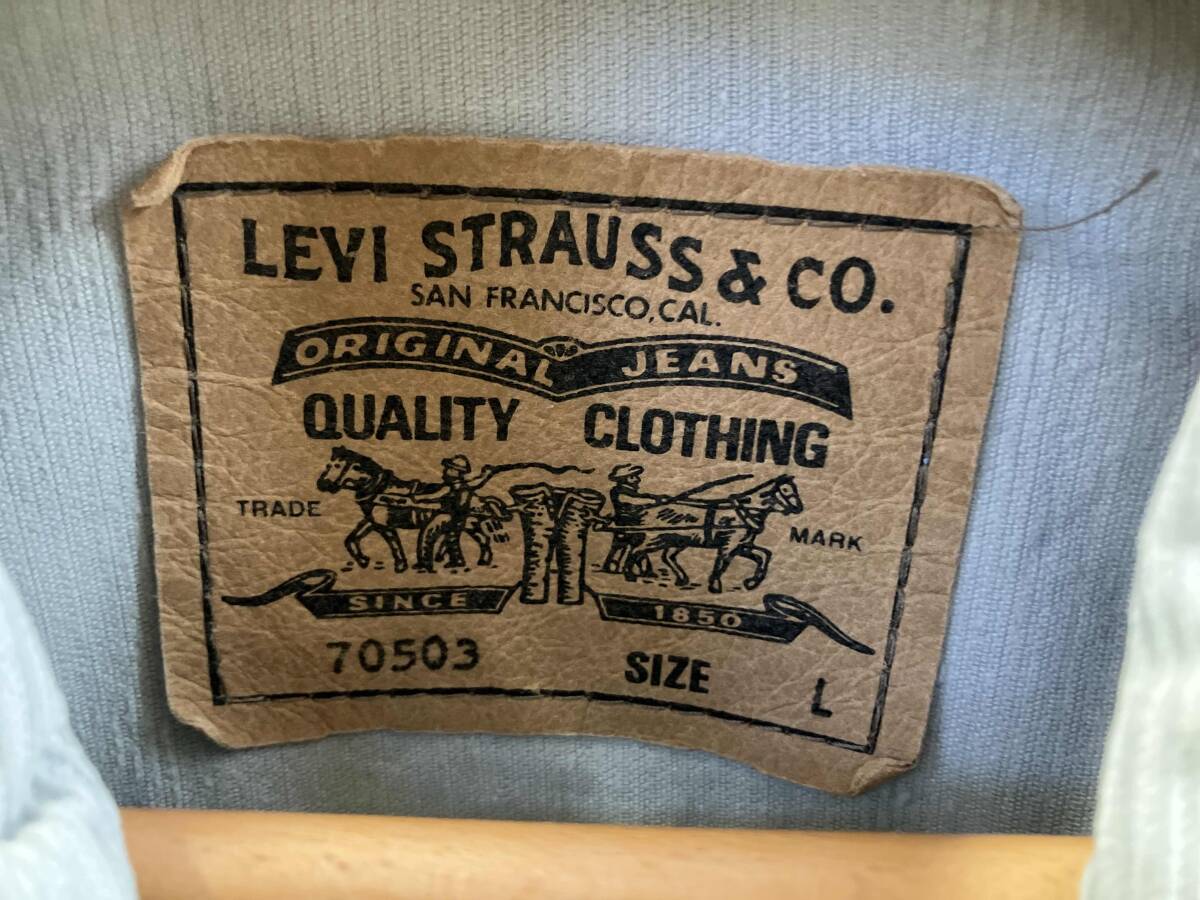 LEVI STRAUSS & CO.
SAN FRANCISCO, CAL.
ORIGINAL JEANS
QUALITY CLOTHING
TRADE MARK
SINCE 1850
70503 SIZE L